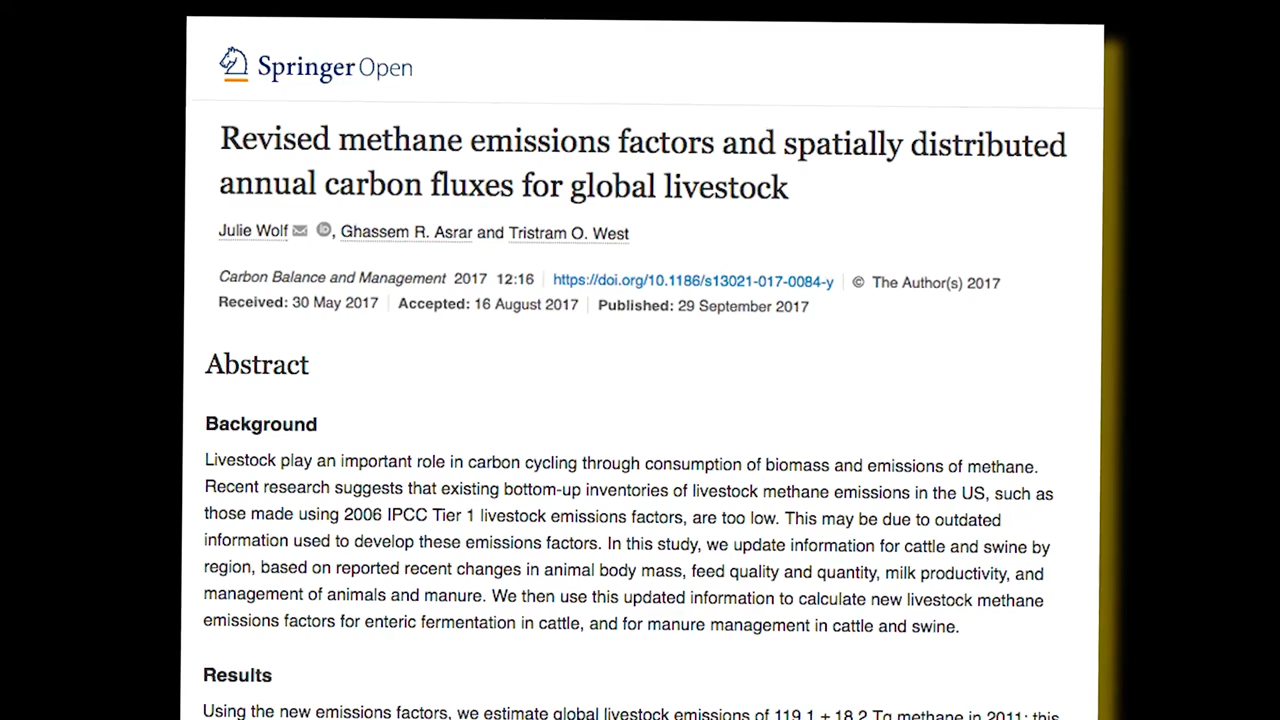 Springer Open
Revised methane emissions factors and spatially distributed
annual carbon fluxes for global livestock
Julie Wolf iD, Ghassem R. Asrar and Tristram O. West
Carbon Balance and Management 2017 12:16 https://doi.org/10.1186/s13021-017-0084-y © The Author(s) 2017
Received: 30 May 2017 Accepted: 16 August 2017 Published: 29 September 2017
Abstract
Background
Livestock play an important role in carbon cycling through consumption of biomass and emissions of methane.
Recent research suggests that existing bottom-up inventories of livestock methane emissions in the US, such as
those made using 2006 IPCC Tier 1 livestock emissions factors, are too low. This may be due to outdated
information used to develop these emissions factors. In this study, we update information for cattle and swine by
region, based on reported recent changes in animal body mass, feed quality and quantity, milk productivity, and
management of animals and manure. We then use this updated information to calculate new livestock methane
emissions factors for enteric fermentation in cattle, and for manure management in cattle and swine.
Results
Using the new emissions factors, we estimate global livestock emissions of 119.1 ± 18.2 Tg methane in 2011; this